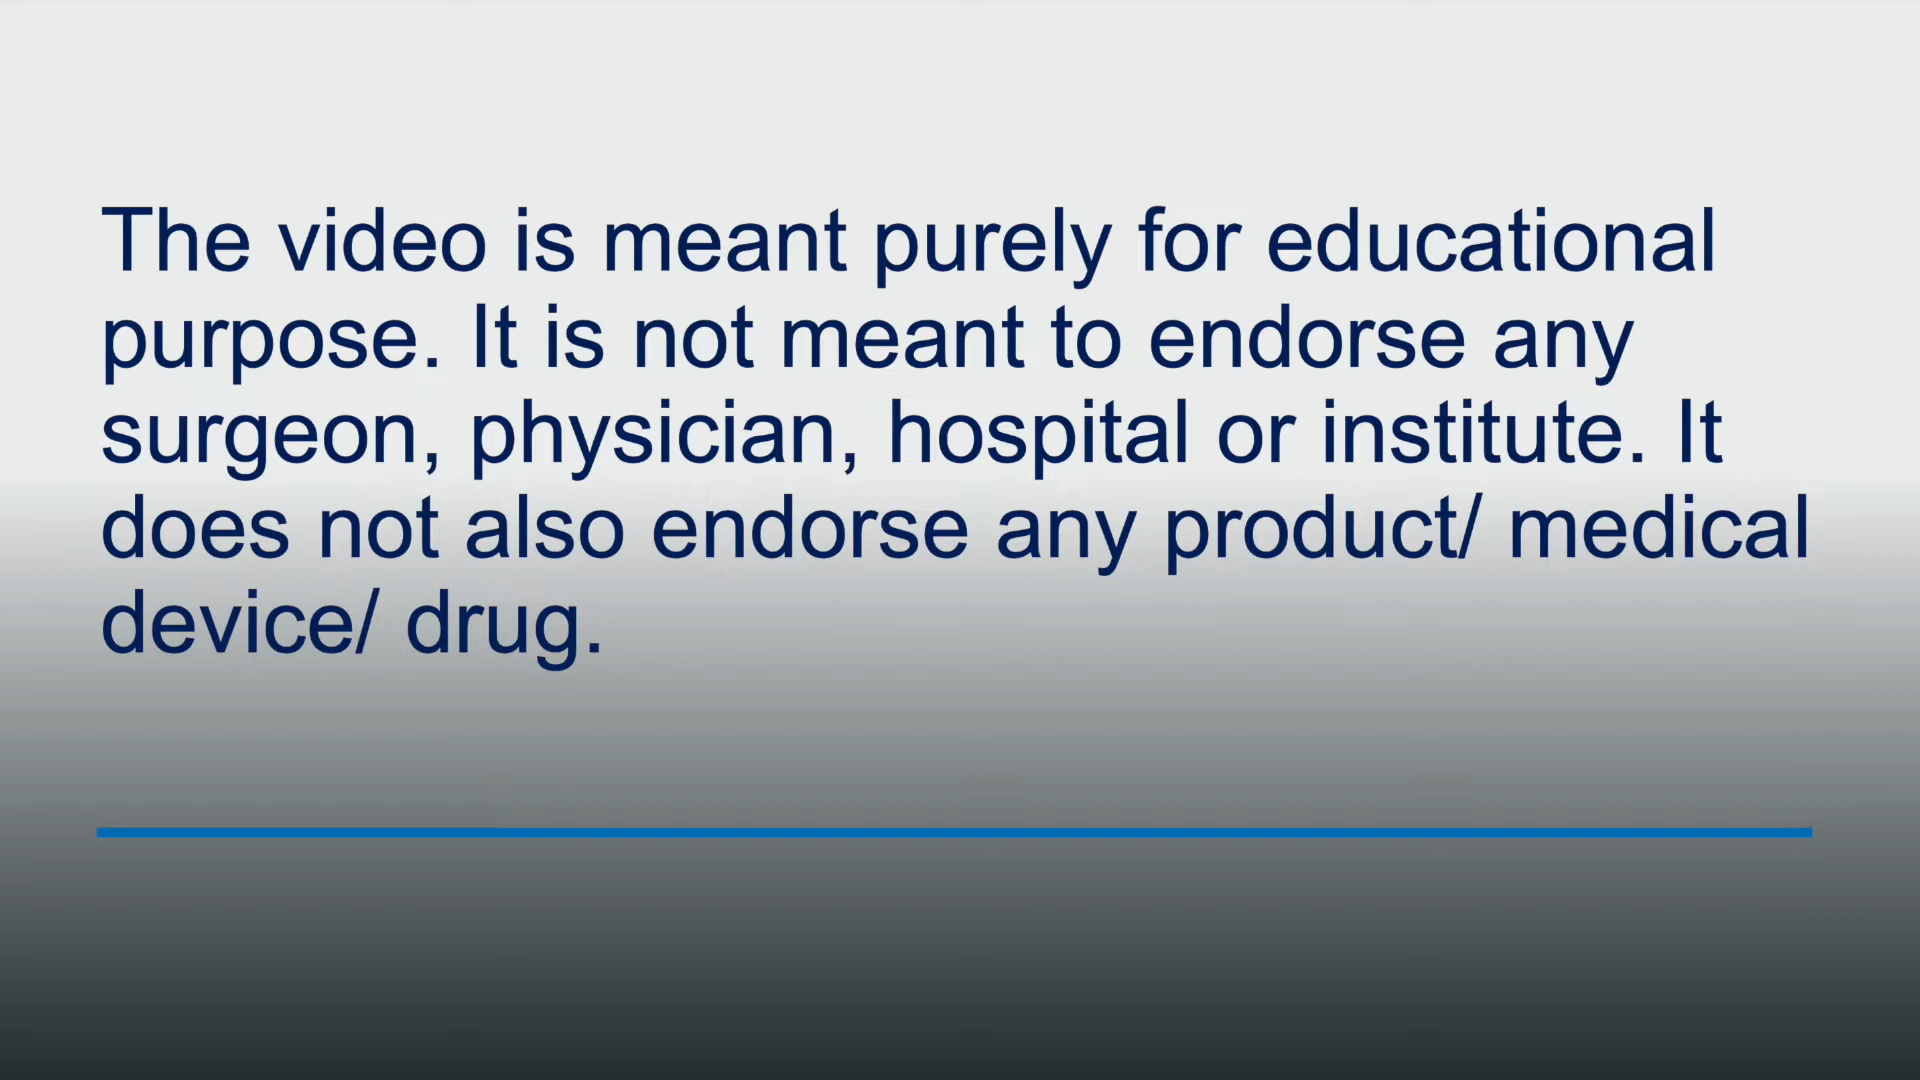 The video is meant purely for educational
purpose. It is not meant to endorse any
surgeon, physician, hospital or institute. It
does not also endorse any product/ medical
device/ drug.